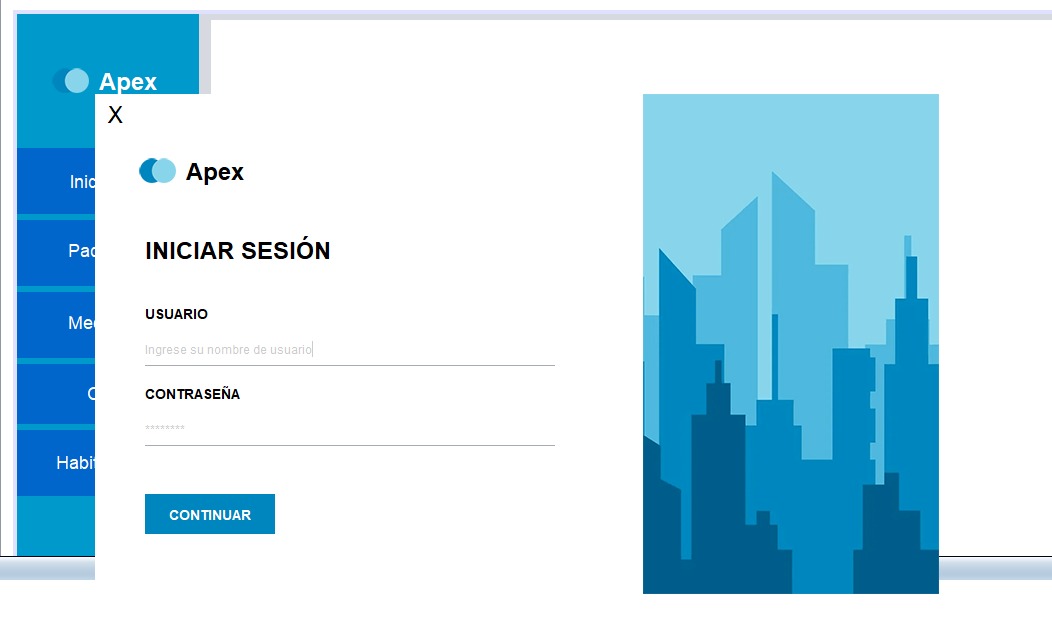 Apex
X
Apex
Inic
INICIAR SESIÓN
Pac
USUARIO
Med
Ingrese su nombre de usuario
CONTRASEÑA
C
********
Habit
CONTINUAR